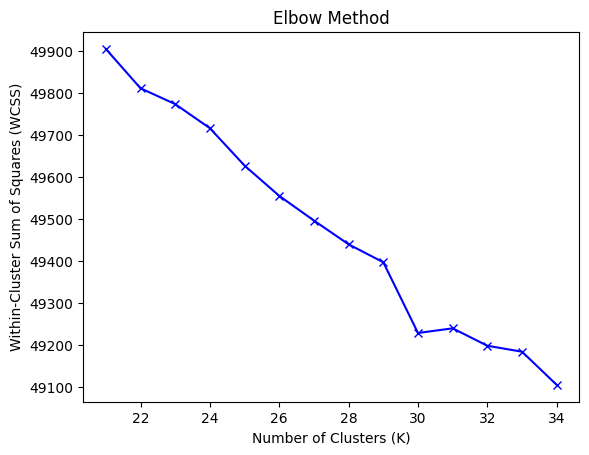 Elbow Method
Within-Cluster Sum of Squares (WCSS)
49900
49800
49700
49600
49500
49400
49300
49200
49100
22 24 26 28 30 32 34
Number of Clusters (K)